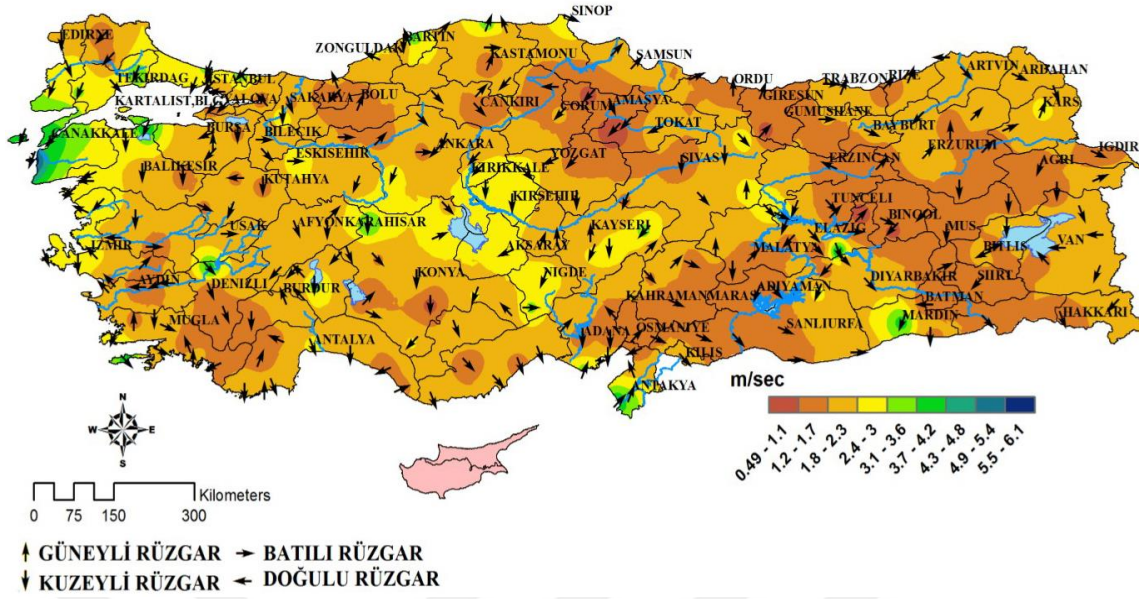 SINOP
EDIRNE
BARTIN
ZONGULDAK
KASTAMONU
SAMSUN
ARTVIN
ARDAHAN
TEKIRDAG
ISTANBUL
ORDU
TRABZON
RIZE
KARTALIST,BLG
YALOVA
SAKARYA
BOLU
CANKIRI
CORUM
AMASYA
GIRESUN
GUMUSHANE
KARS
CANAKKALE
BURSA
BILECIK
TOKAT
BAYBURT
ANKARA
ERZURUM
IGDIR
BALIKESIR
ESKISEHIR
KIRIKKALE
YOZGAT
SIVAS
ERZINCAN
AGRI
KUTAHYA
KIRSEHIR
TUNCELI
BINGOL
MUS
AFYONKARAHISAR
USAK
KAYSERI
ELAZIG
VAN
IZMIR
AKSARAY
MALATYA
BITLIS
AYDIN
DENIZLI
BURDUR
KONYA
NIGDE
DIYARBAKIR
SIIRT
KAHRAMANMARAS
ADIYAMAN
BATMAN
MARDIN
HAKKARI
MUGLA
ANTALYA
ADANA
OSMANIYE
SANLIURFA
KILIS
ANTAKYA
m/sec
0.49 - 1.1
1.2 - 1.7
1.8 - 2.3
2.4 - 3
3.1 - 3.6
3.7 - 4.2
4.3 - 4.8
4.9 - 5.4
5.5 - 6.1
N
W E
S
Kilometers
0 75 150 300
GÜNEYLİ RÜZGAR BATILI RÜZGAR
KUZEYLİ RÜZGAR DOĞULU RÜZGAR